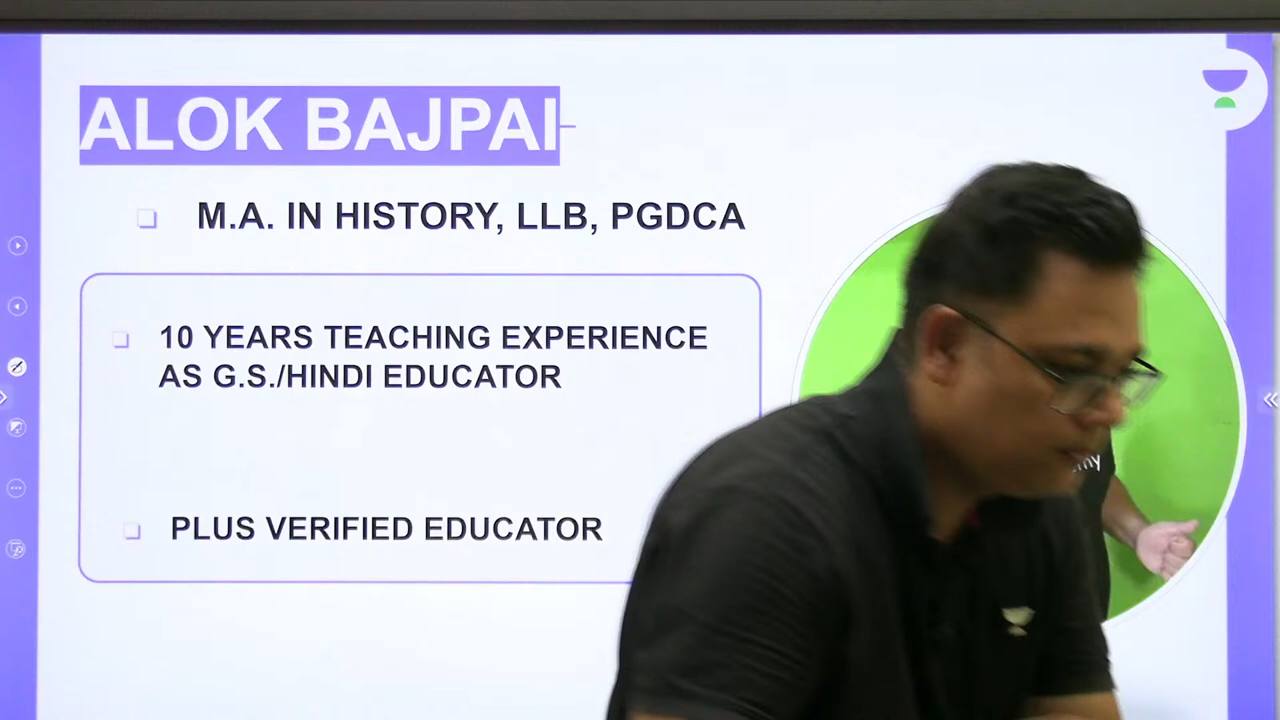 ALOK BAJPAI-
M.A. IN HISTORY, LLB, PGDCA
10 YEARS TEACHING EXPERIENCE
AS G.S./HINDI EDUCATOR
PLUS VERIFIED EDUCATOR